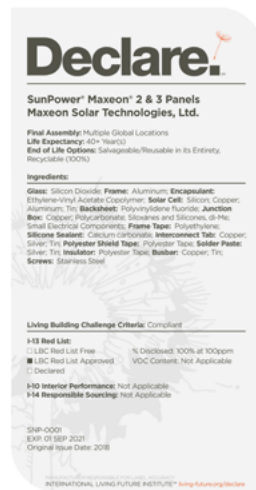 Declare.
SunPower® Maxeon® 2 & 3 Panels
Maxeon Solar Technologies, Ltd.
Final Assembly: Multiple Global Locations
Life Expectancy: 40+ Year(s)
End of Life Options: Salvageable/Reusable in its Entirety,
Recyclable (100%)
Ingredients:
Glass: Silicon Dioxide; Frame: Aluminum; Encapsulant:
Ethylene-Vinyl Acetate Copolymer; Solar Cell: Silicon; Copper;
Aluminum; Tin; Backsheet: Polyvinylidene fluoride; Junction
Box: Copper; Polycarbonate; Siloxanes and Silicones, di-Me;
Small Electrical Components; Frame Tape: Polyethylene;
Silicone Sealant: Calcium carbonate; Interconnect Tab: Copper;
Silver; Tin; Polyester Shield Tape: Polyester Tape; Solder Paste:
Silver; Tin; Insulator: Polyester Tape; Busbar: Copper; Tin;
Screws: Stainless Steel
Living Building Challenge Criteria: Compliant
I-13 Red List:
LBC Red List Free % Disclosed: 100% at 100ppm
LBC Red List Approved VOC Content: Not Applicable
Declared
I-10 Interior Performance: Not Applicable
I-14 Responsible Sourcing: Not Applicable
SNP-0001
EXP. 01 SEP 2021
Original Issue Date: 2018
MANUFACTURER RESPONSIBLE FOR LABEL ACCURACY
INTERNATIONAL LIVING FUTURE INSTITUTE™ living-future.org/declare